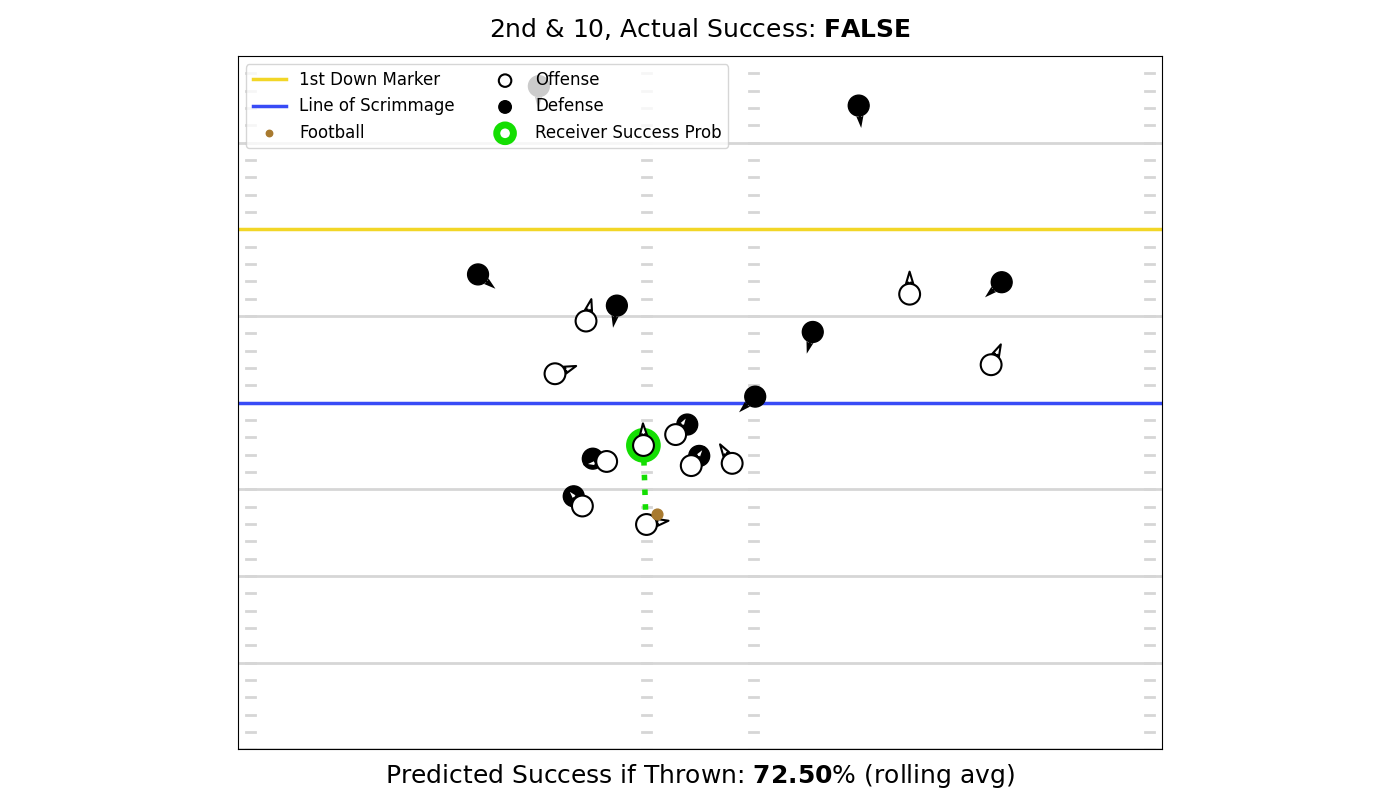 2nd & 10, Actual Success: FALSE
1st Down Marker
Line of Scrimmage
Football
Offense
Defense
Receiver Success Prob
Predicted Success if Thrown: 72.50% (rolling avg)